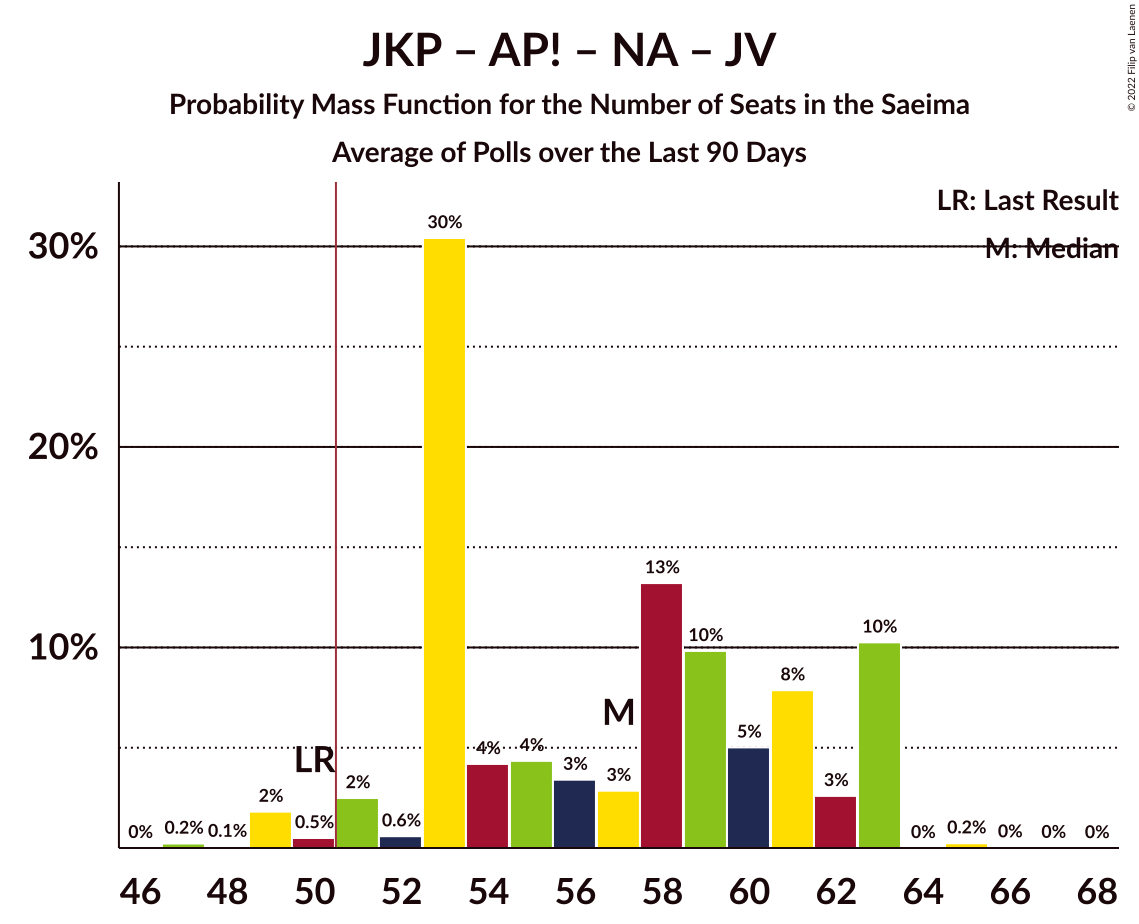 JKP – AP! – NA – JV
Probability Mass Function for the Number of Seats in the Saeima
Average of Polls over the Last 90 Days
© 2022 Filip van Laenen
LR: Last Result
M: Median
30%
20%
10%
0%
0.2%
0.1%
2%
0.5%
2%
0.6%
30%
4%
4%
3%
3%
13%
10%
5%
8%
3%
10%
0%
0.2%
0%
0%
0%
LR
M
46 48 50 52 54 56 58 60 62 64 66 68